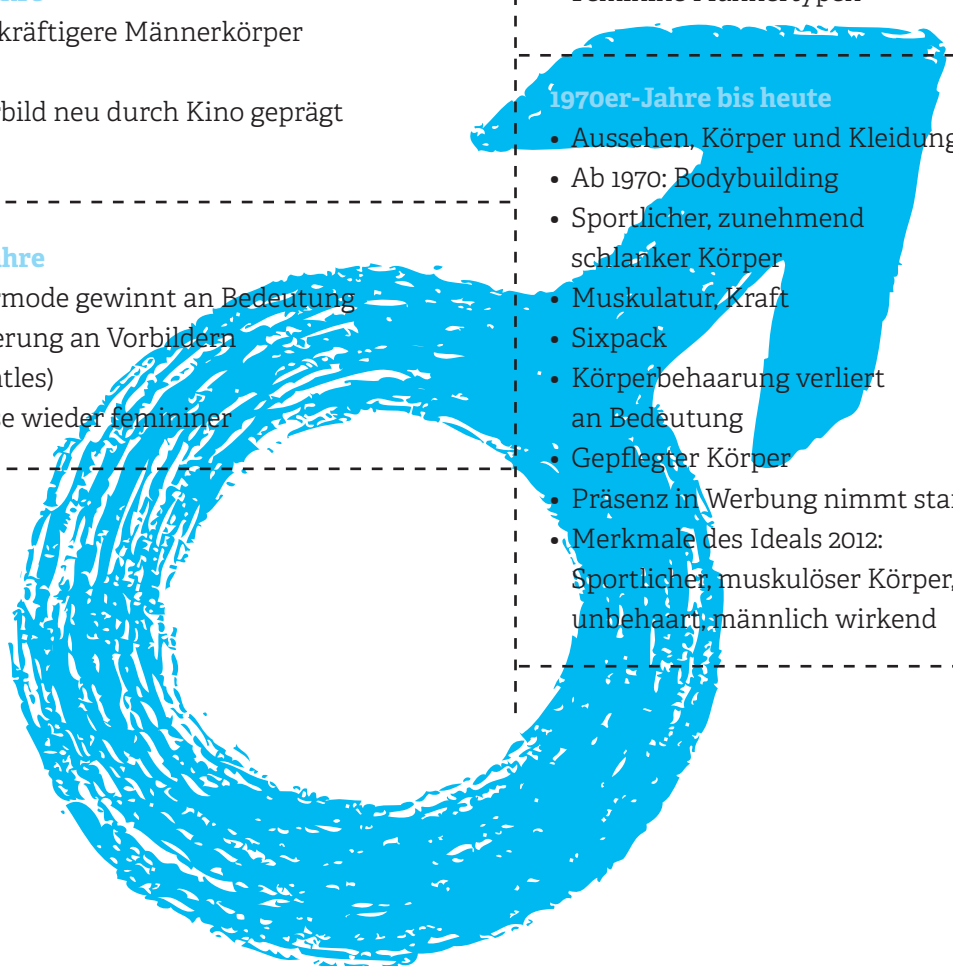 kräftigere Männerkörper
bild neu durch Kino geprägt
hre
mode gewinnt an Bedeutung
erung an Vorbildern
tles)
e wieder femininer
1970er-Jahre bis heute
• Aussehen, Körper und Kleidung
• Ab 1970: Bodybuilding
• Sportlicher, zunehmend
schlanker Körper
• Muskulatur, Kraft
• Sixpack
• Körperbehaarung verliert
an Bedeutung
• Gepflegter Körper
• Präsenz in Werbung nimmt sta
• Merkmale des Ideals 2012:
Sportlicher, muskulöser Körper,
unbehaart, männlich wirkend